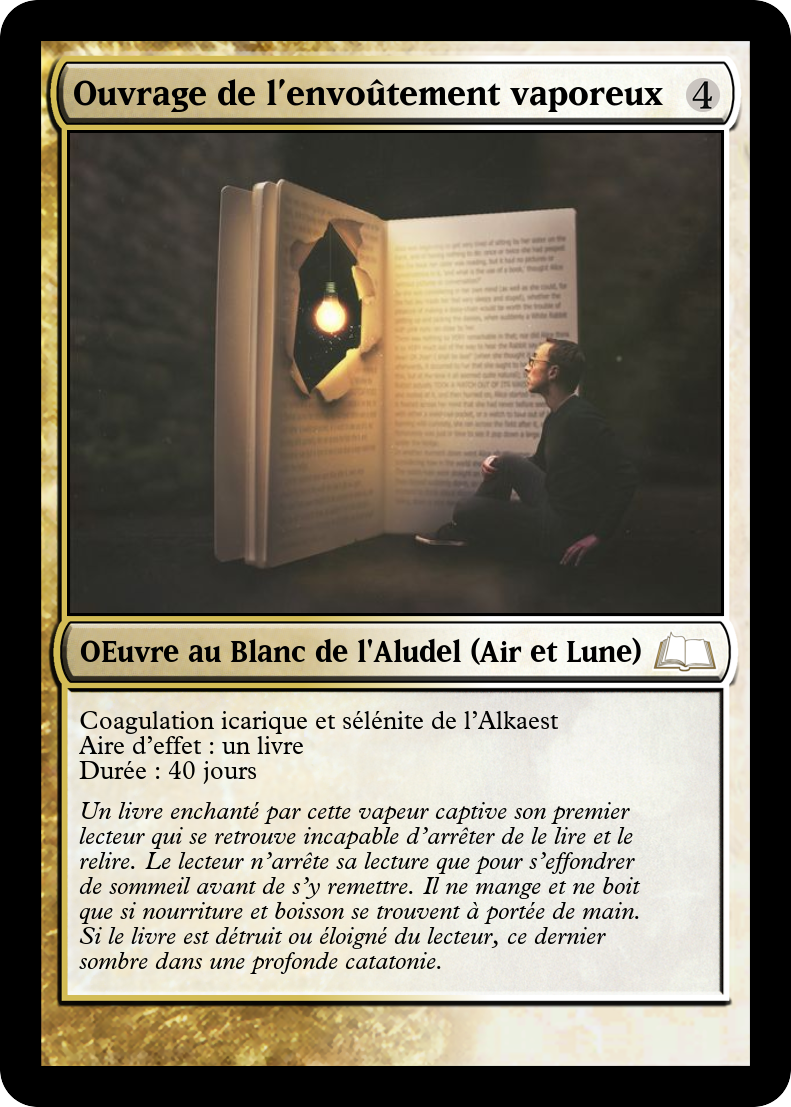 Ouvrage de l'envoûtement vaporeux 4
OEuvre au Blanc de l'Aludel (Air et Lune)
Coagulation icarique et sélénite de l'Alkaest
Aire d'effet : un livre
Durée : 40 jours
Un livre enchanté par cette vapeur captive son premier
lecteur qui se retrouve incapable d'arrêter de le lire et le
relire. Le lecteur n'arrête sa lecture que pour s'effondrer
de sommeil avant de s'y remettre. Il ne mange et ne boit
que si nourriture et boisson se trouvent à portée de main.
Si le livre est détruit ou éloigné du lecteur, ce dernier
sombre dans une profonde catatonie.